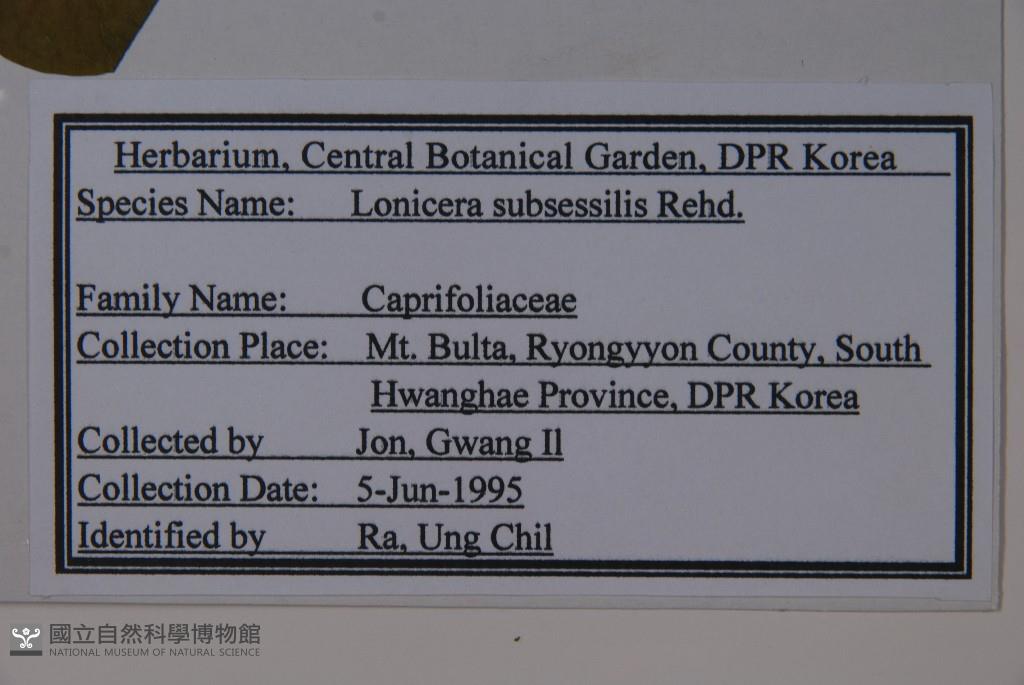 Herbarium, Central Botanical Garden, DPR Korea
Species Name: Lonicera subsessilis Rehd.
Family Name: Caprifoliaceae
Collection Place: Mt. Bulta, Ryongyyon County, South
Hwanghae Province, DPR Korea
Collected by Jon, Gwang Il
Collection Date: 5-Jun-1995
Identified by Ra, Ung Chil
國立自然科學博物館
NATIONAL MUSEUM OF NATURAL SCIENCE